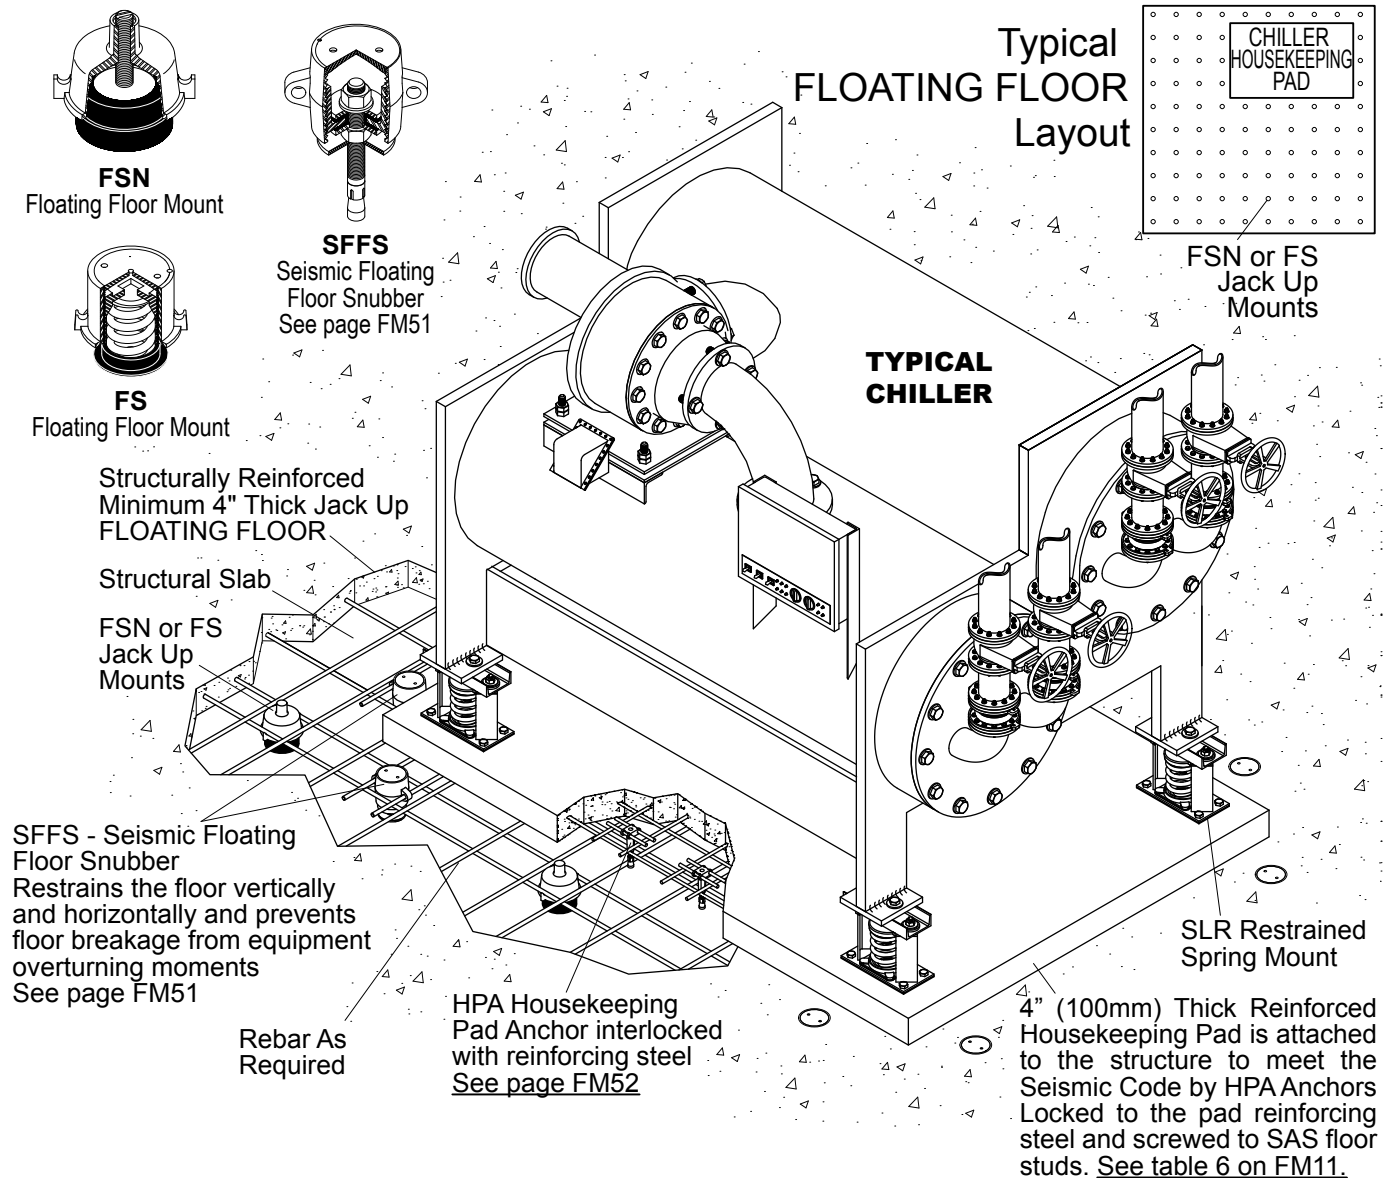 FSN
Floating Floor Mount
SFFS
Seismic Floating
Floor Snubber
See page FM51
FS
Floating Floor Mount
Typical
FLOATING FLOOR
Layout
CHILLER
HOUSEKEEPING
PAD
FSN or FS
Jack Up
Mounts
TYPICAL
CHILLER
Structurally Reinforced
Minimum 4" Thick Jack Up
FLOATING FLOOR
Structural Slab
FSN or FS
Jack Up
Mounts
SFFS - Seismic Floating
Floor Snubber
Restrains the floor vertically
and horizontally and prevents
floor breakage from equipment
overturning moments
See page FM51
Rebar As
Required
HPA Housekeeping
Pad Anchor interlocked
with reinforcing steel
See page FM52
SLR Restrained
Spring Mount
4” (100mm) Thick Reinforced
Housekeeping Pad is attached
to the structure to meet the
Seismic Code by HPA Anchors
Locked to the pad reinforcing
steel and screwed to SAS floor
studs. See table 6 on FM11.